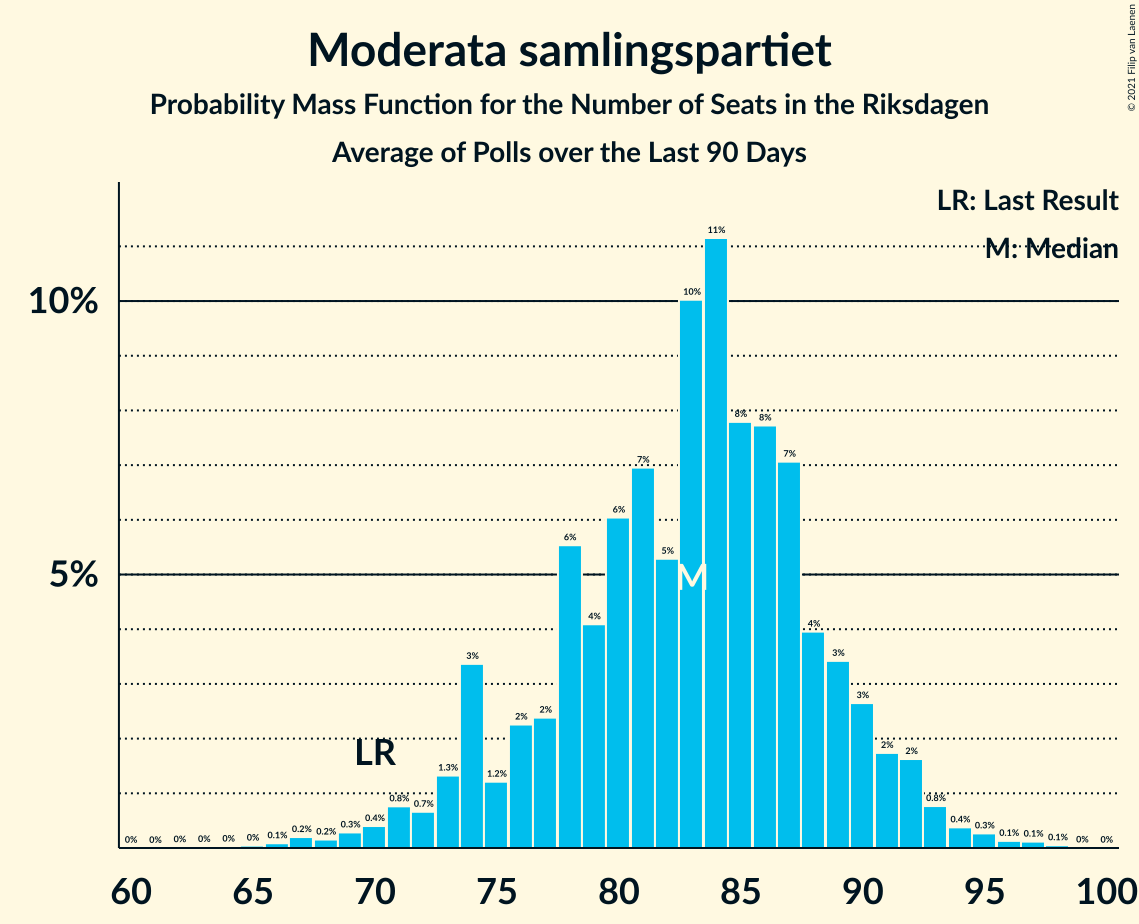 Moderata samlingspartiet
Probability Mass Function for the Number of Seats in the Riksdagen
Average of Polls over the Last 90 Days
© 2021 Filip van Laenen
LR: Last Result
M: Median
10%
5%
0% 0% 0% 0% 0% 0% 0.1% 0.2% 0.2% 0.3% 0.4% 0.8% 0.7% 1.3% 3% 1.2% 2% 2% 6% 4% 6% 7% 5% 10% 11% 8% 8% 7% 4% 3% 3% 2% 2% 0.8% 0.4% 0.3% 0.1% 0.1% 0.1% 0% 0%
LR
M
60 65 70 75 80 85 90 95 100